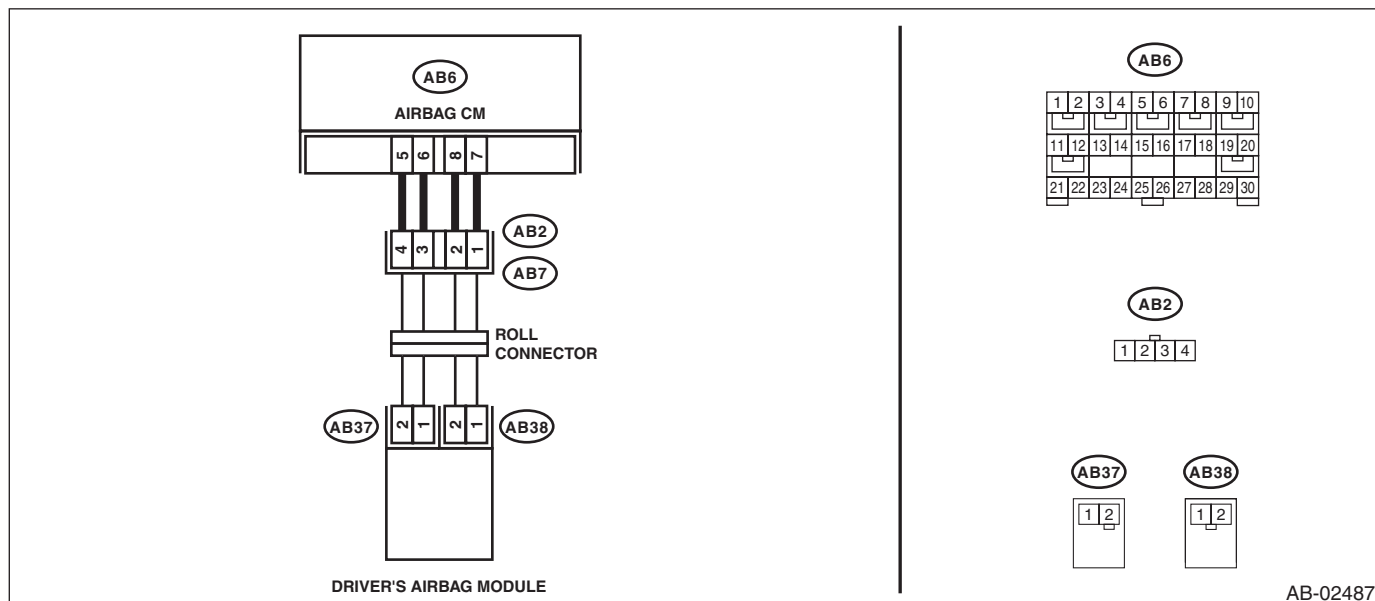 AB6
AIRBAG CM
5 6 8 7
AB2
4 3 2 1
AB7
ROLL
CONNECTOR
AB37
2 1 2 1
AB38
DRIVER'S AIRBAG MODULE
AB6
1 2 3 4 5 6 7 8 9 10
11 12 13 14 15 16 17 18 19 20
21 22 23 24 25 26 27 28 29 30
AB2
1 2 3 4
AB37 AB38
1 2 1 2
AB-02487